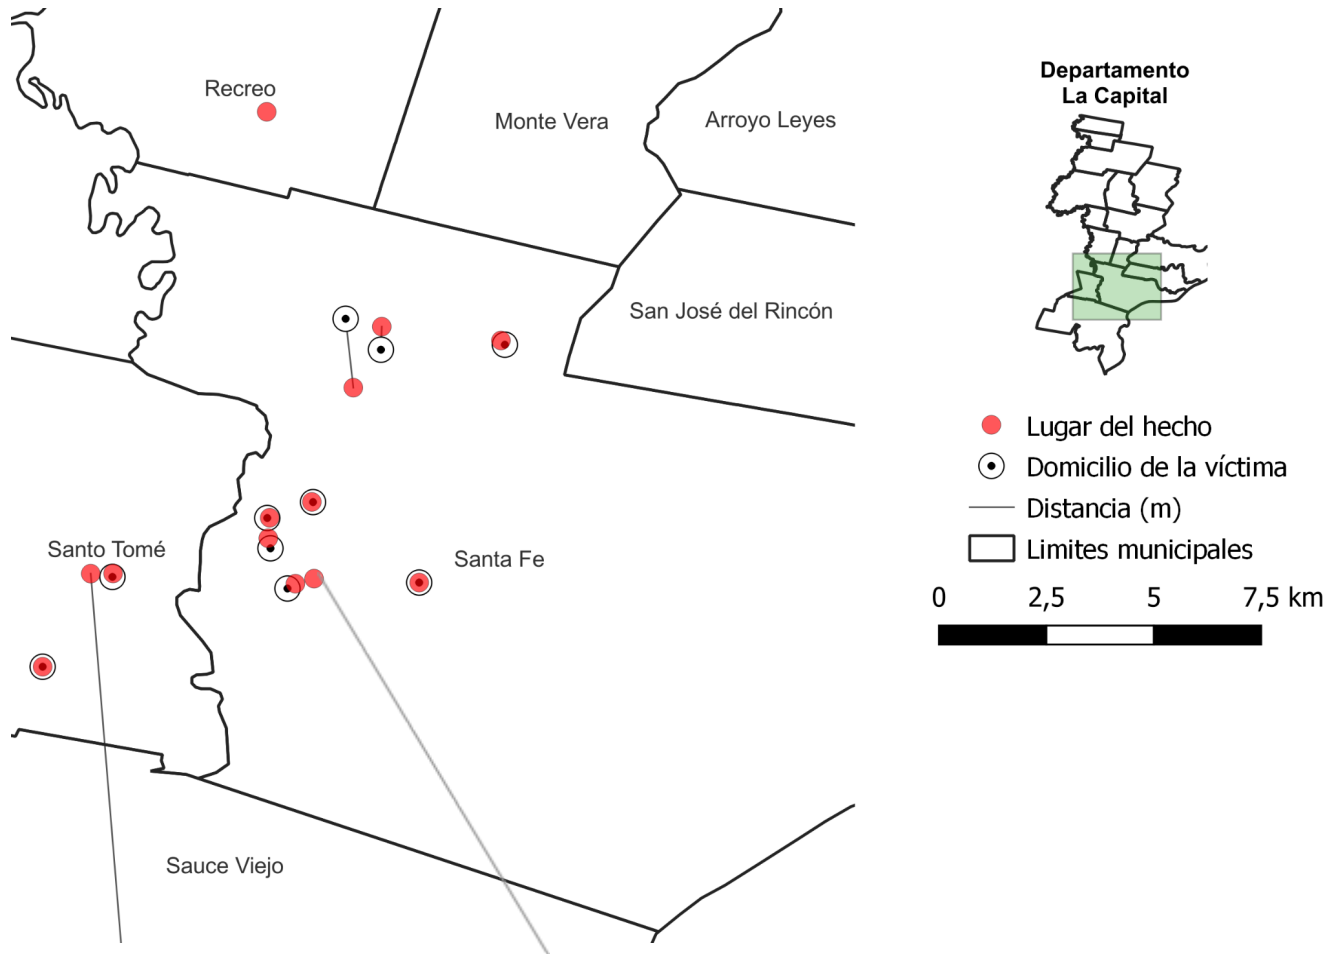 Recreo
Monte Vera
Arroyo Leyes
San José del Rincón
Santo Tomé
Santa Fe
Sauce Viejo
Departamento
La Capital
Lugar del hecho
Domicilio de la víctima
Distancia (m)
Limites municipales
0 2,5 5 7,5 km